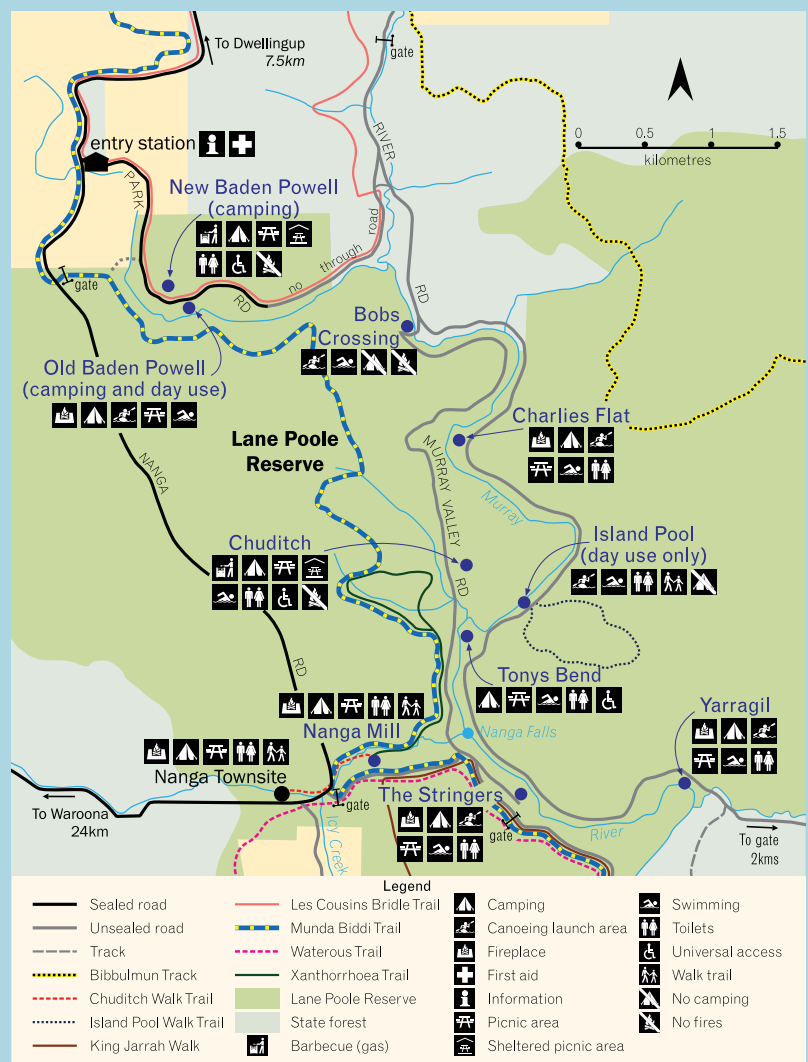 To Dwellingup
7.5km
gate
RIVER
entry station
0 0.5 1 1.5
kilometres
PARK
New Baden Powell
(camping)
no through road
RD
RD
gate
Bobs
Crossing
Old Baden Powell
(camping and day use)
Charlies Flat
Lane Poole
Reserve
NANGA
MURRAY VALLEY
Murray
Island Pool
(day use only)
Chuditch
RD
RD
Tonys Bend
Yarragil
Nanga Mill
Nanga Falls
Nanga Townsite
gate
The Stringers
To Waroona
24km
Icy Creek
gate
River
To gate
2kms
Legend
Sealed road
Unsealed road
Track
Bibbulmun Track
Chuditch Walk Trail
Island Pool Walk Trail
King Jarrah Walk
Les Cousins Bridle Trail
Munda Biddi Trail
Waterous Trail
Xanthorrhoea Trail
Lane Poole Reserve
State forest
Barbecue (gas)
Camping
Canoeing launch area
Fireplace
First aid
Information
Picnic area
Sheltered picnic area
Swimming
Toilets
Universal access
Walk trail
No camping
No fires